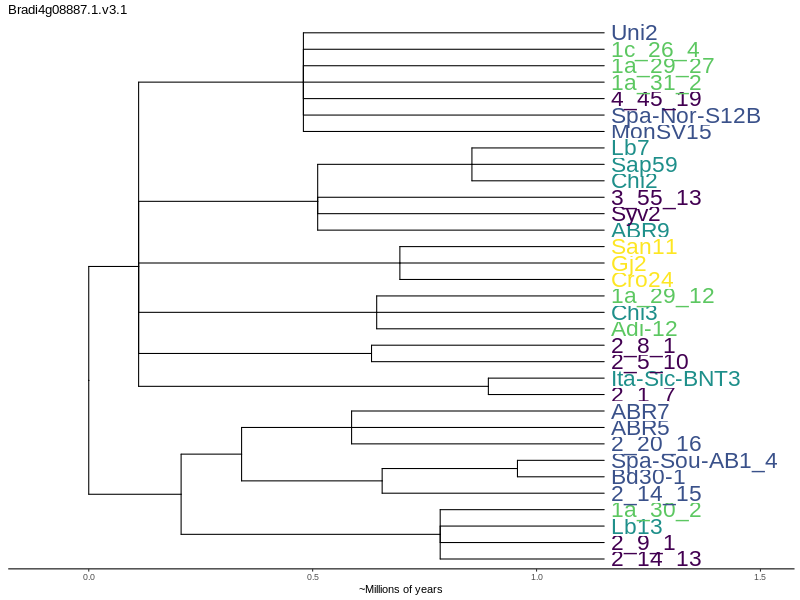 Bradi4g08887.1.v3.1
Uni2
1c_26_4
1a_29_27
1a_31_2
4_45_19
Spa-Nor-S12B
MonSV15
Lb7
Sap59
Chi2
3_55_13
Syv2
ABR9
San11
Gj2
Cro24
1a_29_12
Chi3
Adi-12
2_8_1
2_5_10
Ita-Sic-BNT3
2_1_7
ABR7
ABR5
2_20_16
Spa-Sou-AB1_4
Bd30-1
2_14_15
1a_30_2
Lb13
2_9_1
2_14_13
0.0 0.5 1.0 1.5
~Millions of years